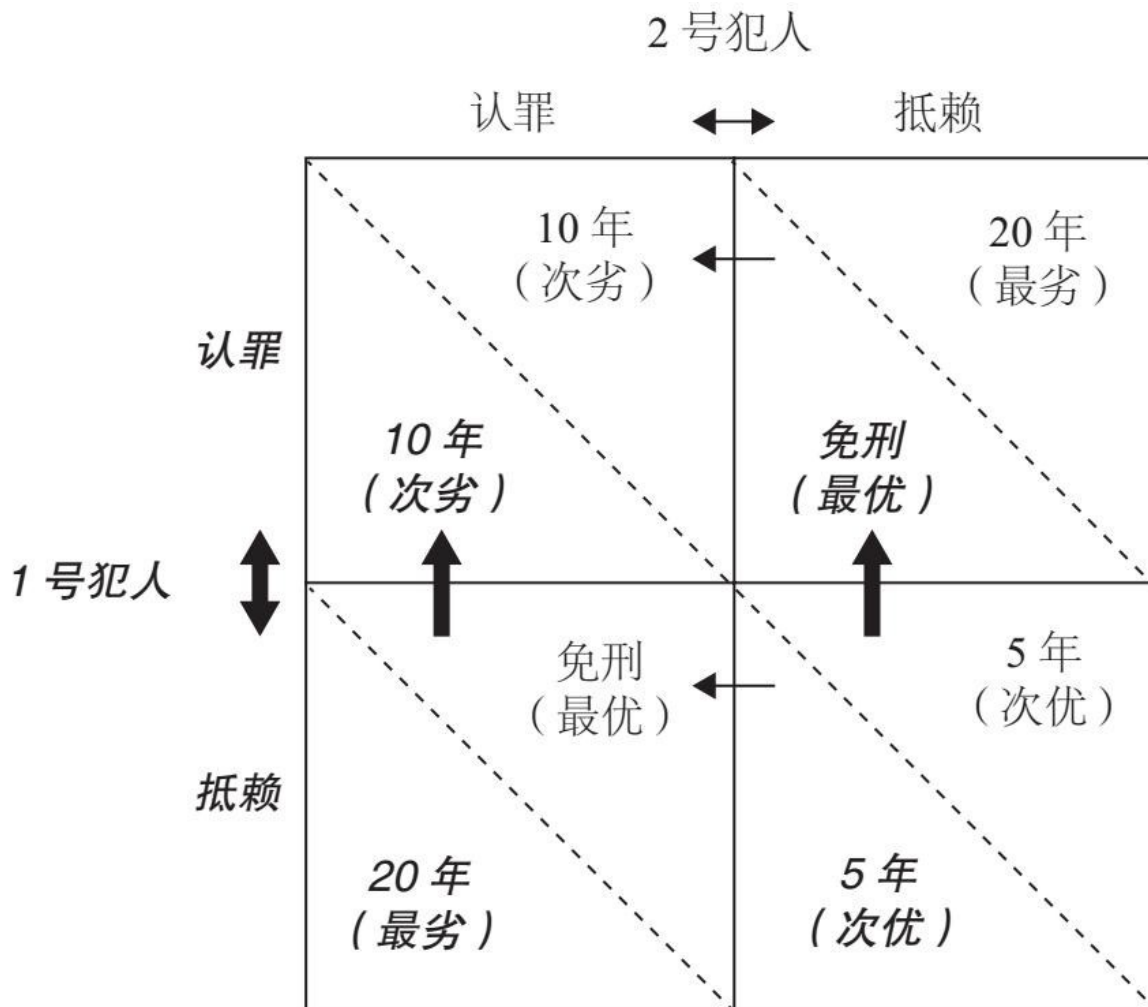 2 号犯人
认罪
抵赖
10 年
（次劣）
20 年
（最劣）
认罪
10 年
（次劣）
免刑
（最优）
1 号犯人
免刑
（最优）
5 年
（次优）
抵赖
20 年
（最劣）
5 年
（次优）